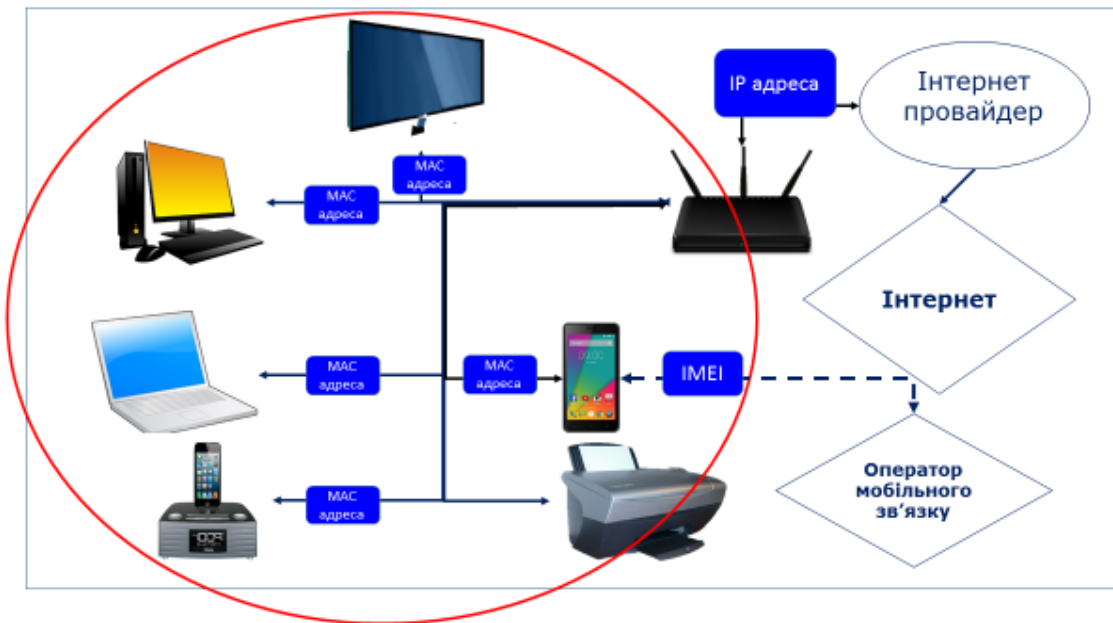 IP адреса
Інтернет
провайдер
MAC
адреса
MAC
адреса
Інтернет
MAC
адреса
MAC
адреса
IMEI
MAC
адреса
Оператор
мобільного
зв’язку